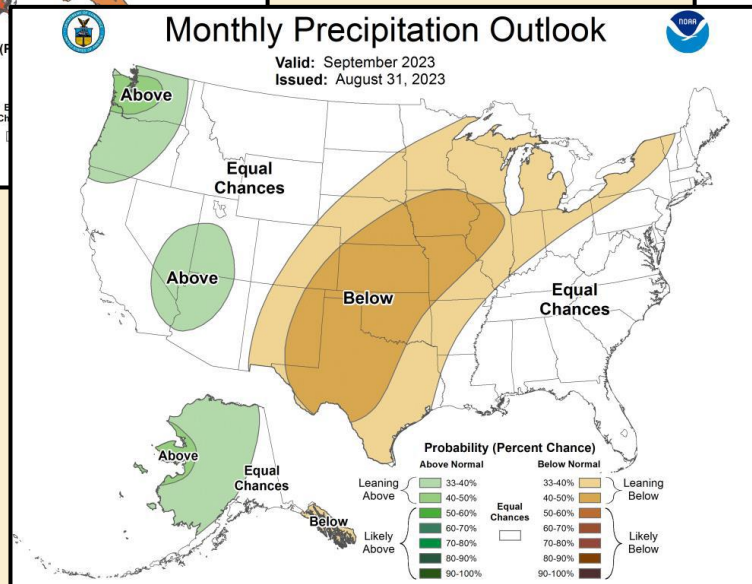 Monthly Precipitation Outlook
NOAA
Valid: September 2023
Issued: August 31, 2023
Above
Equal
Chances
Above
Below
Equal
Chances
Above
Equal
Chances
Below
Probability (Percent Chance)
Above Normal
Below Normal
Leaning
Above
33-40%
40-50%
Likely
Above
50-60%
60-70%
70-80%
80-90%
90-100%
Equal
Chances
33-40%
40-50%
Leaning
Below
50-60%
60-70%
70-80%
80-90%
90-100%
Likely
Below